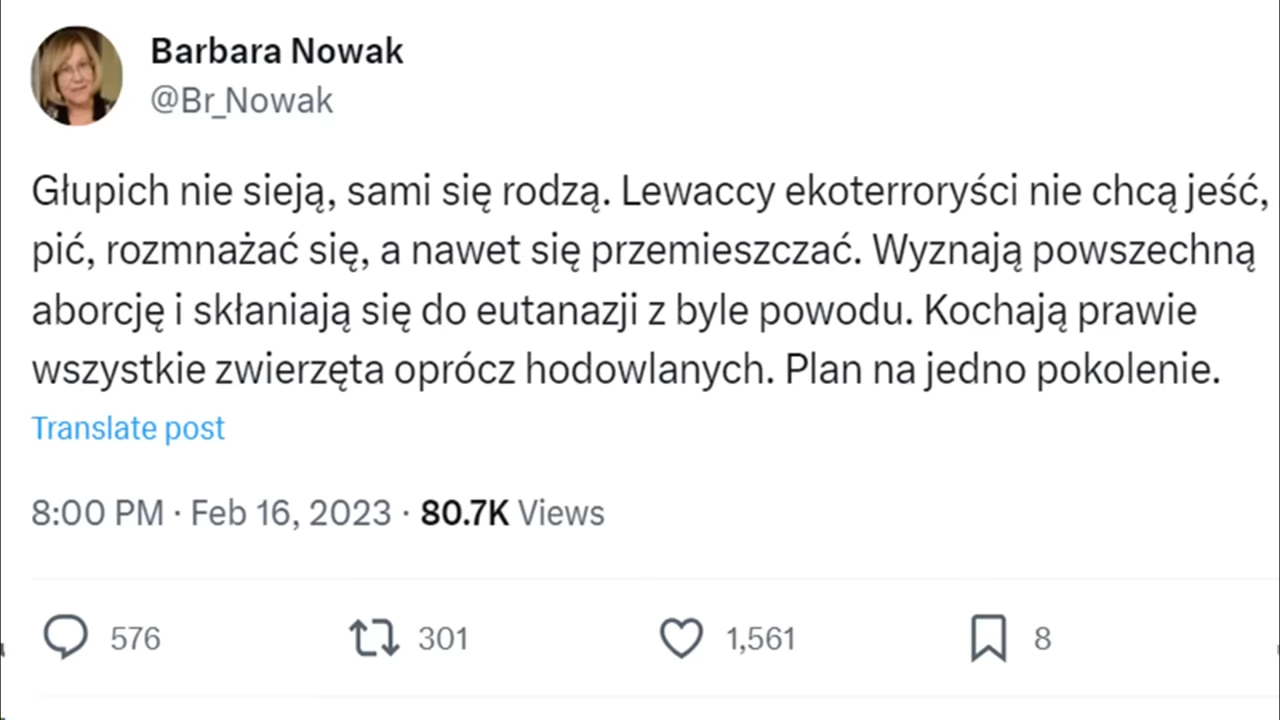 Barbara Nowak
@Br_Nowak
Głupich nie sieją, sami się rodzą. Lewaccy ekoterroryści nie chcą jeść,
pić, rozmnażać się, a nawet się przemieszczać. Wyznają powszechną
aborcję i skłaniają się do eutanazji z byle powodu. Kochają prawie
wszystkie zwierzęta oprócz hodowlanych. Plan na jedno pokolenie.
Translate post
8:00 PM · Feb 16, 2023 · 80.7K Views
576 301 1,561 8